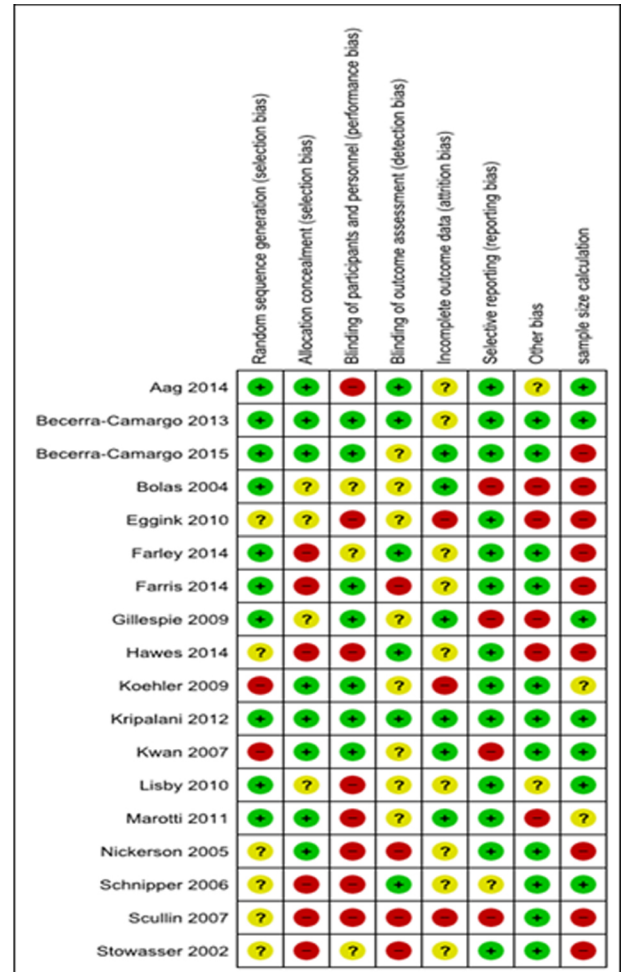 Random sequence generation (selection bias)
Allocation concealment (selection bias)
Blinding of participants and personnel (performance bias)
Blinding of outcome assessment (detection bias)
Incomplete outcome data (attrition bias)
Selective reporting (reporting bias)
Other bias
sample size calculation
Aag 2014 + + - + ? + ? +
Becerra-Camargo 2013 + + + + ? + + +
Becerra-Camargo 2015 + + + ? + + + -
Bolas 2004 + ? ? ? + - - -
Eggink 2010 ? ? - ? - + - -
Farley 2014 + - ? + ? + + -
Farris 2014 + - + - ? + + -
Gillespie 2009 + ? + ? + - - +
Hawes 2014 ? - - + ? + - -
Koehler 2009 - + + ? - + + ?
Kripalani 2012 + + + + + + + +
Kwan 2007 - + + ? + - + +
Lisby 2010 + ? - ? ? + ? +
Marotti 2011 + + - ? + + - ?
Nickerson 2005 ? + - - ? + + -
Schnipper 2006 ? - - + ? ? + +
Scullin 2007 ? - - - - - + -
Stowasser 2002 ? - ? - ? + + -